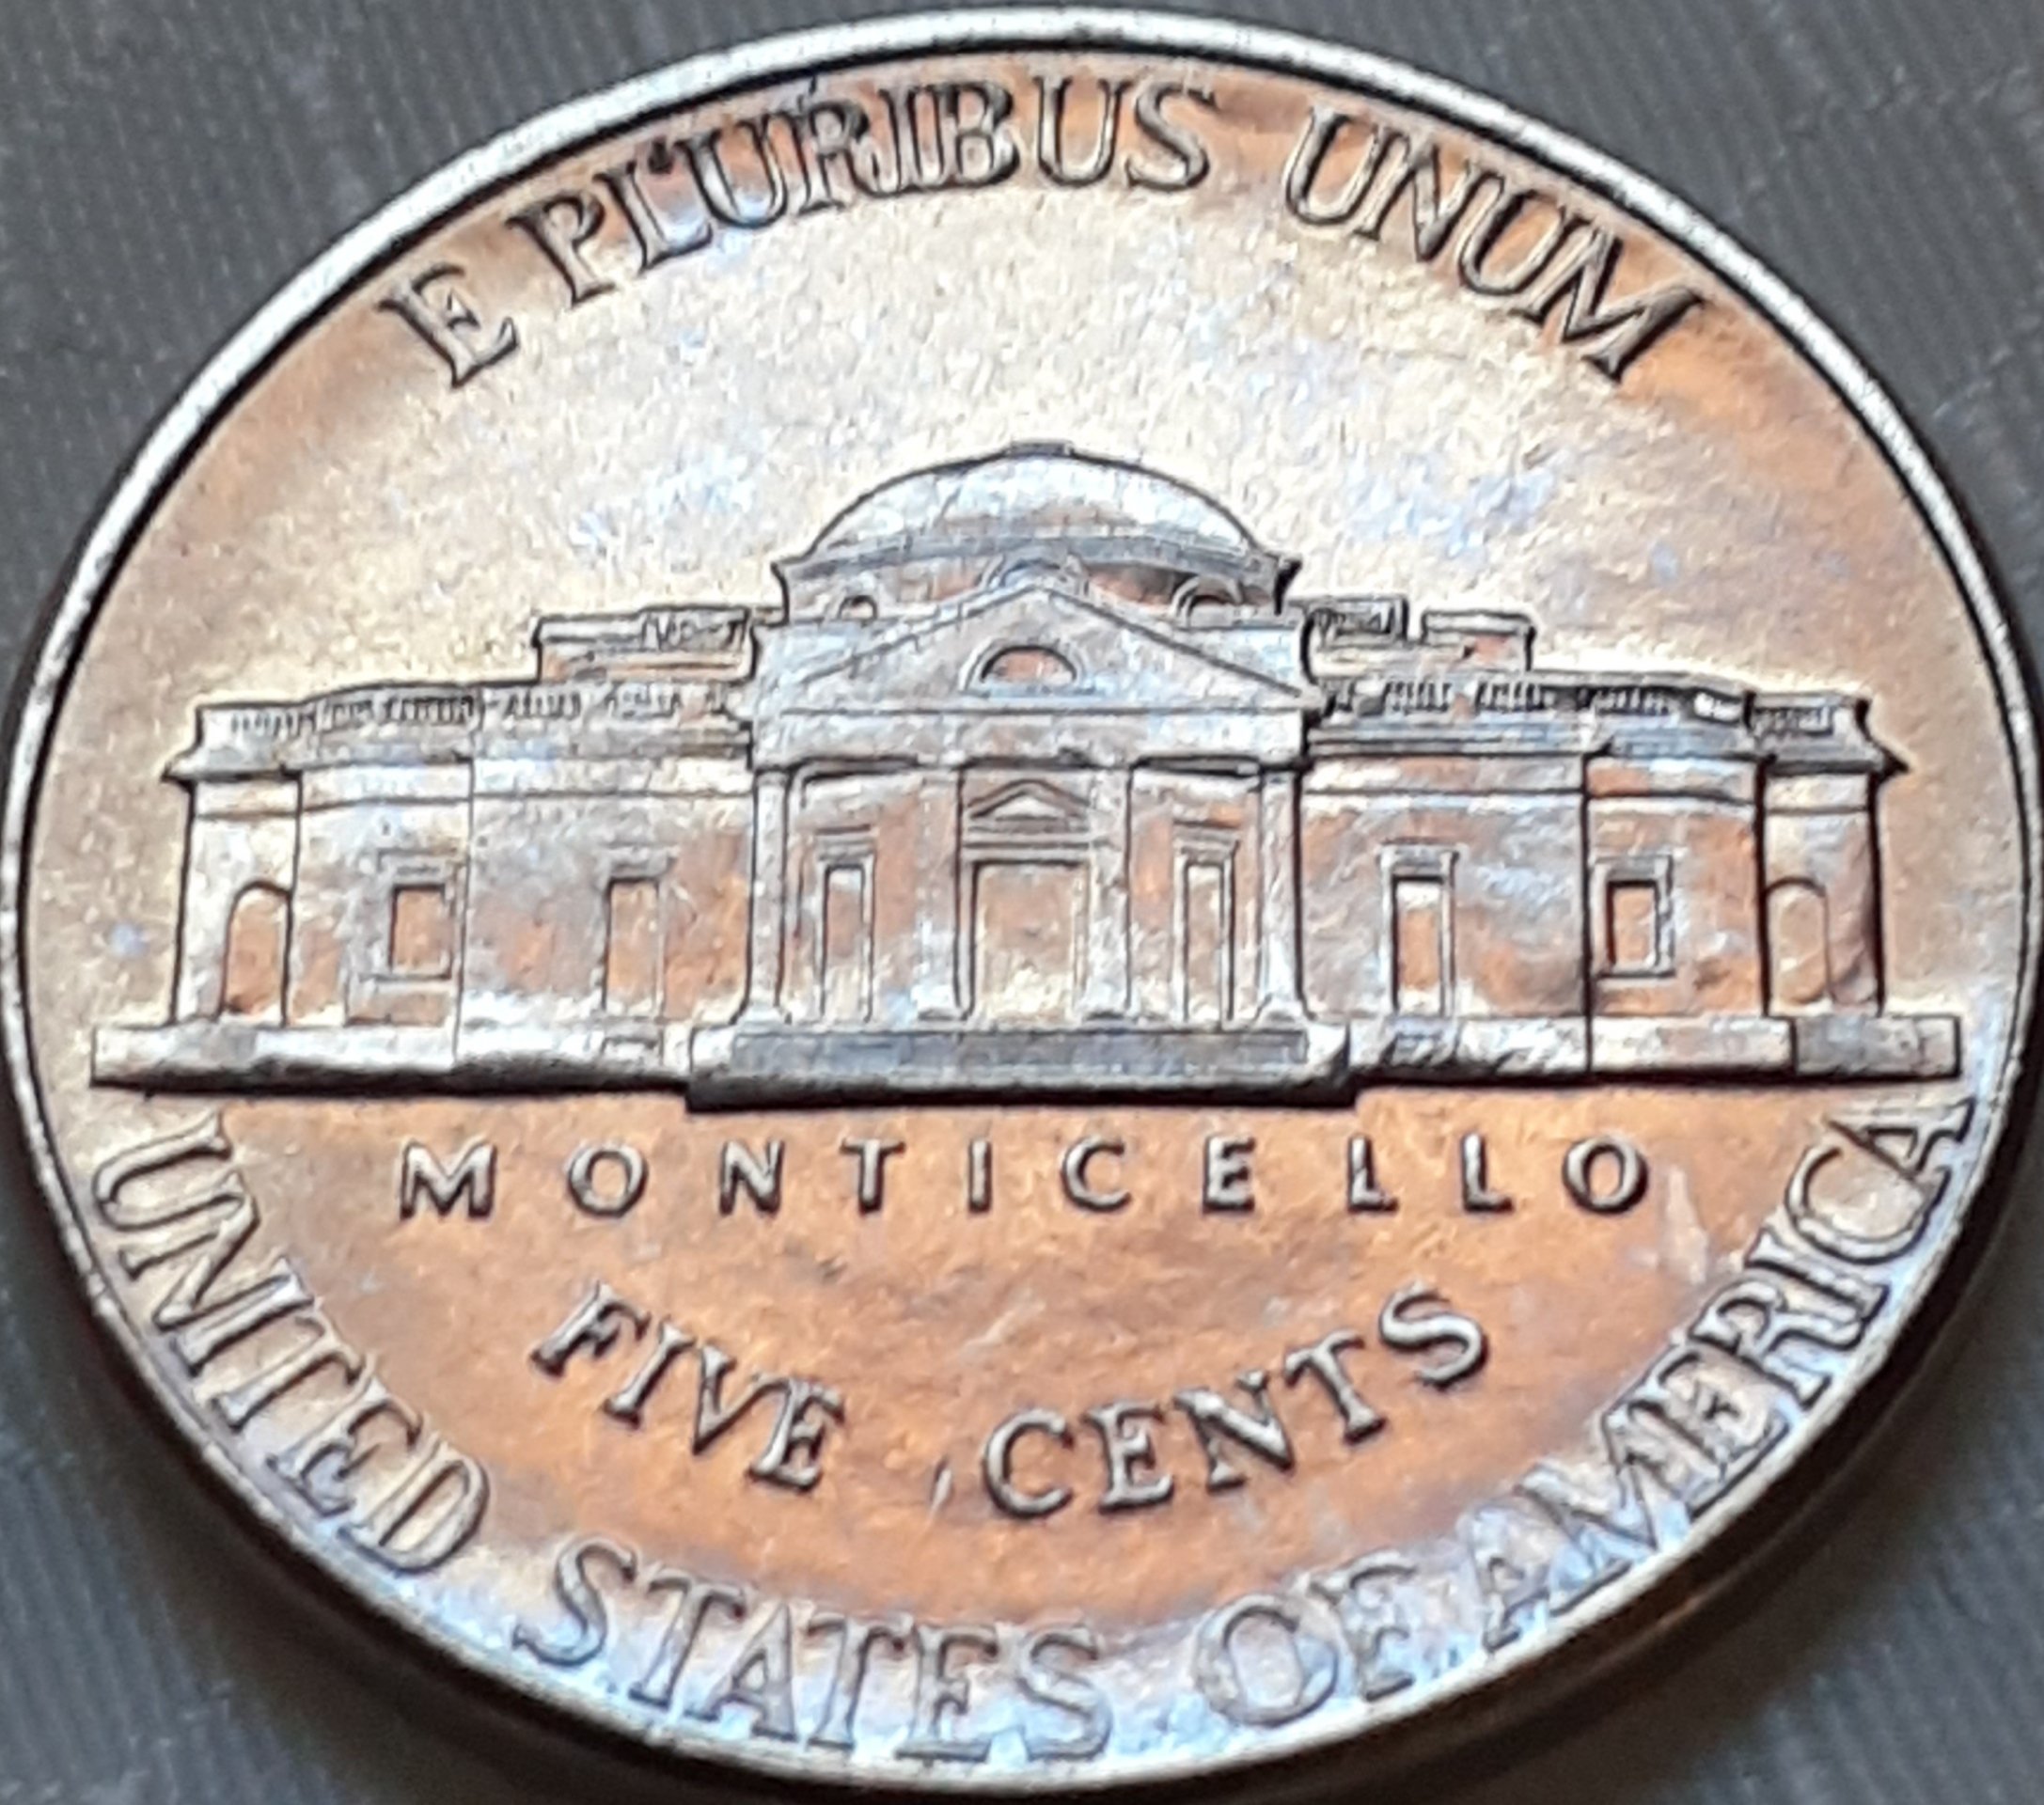 E PLURIBUS UNUM
MONTICELLO
FIVE CENTS
UNITED STATES OF AMERICA